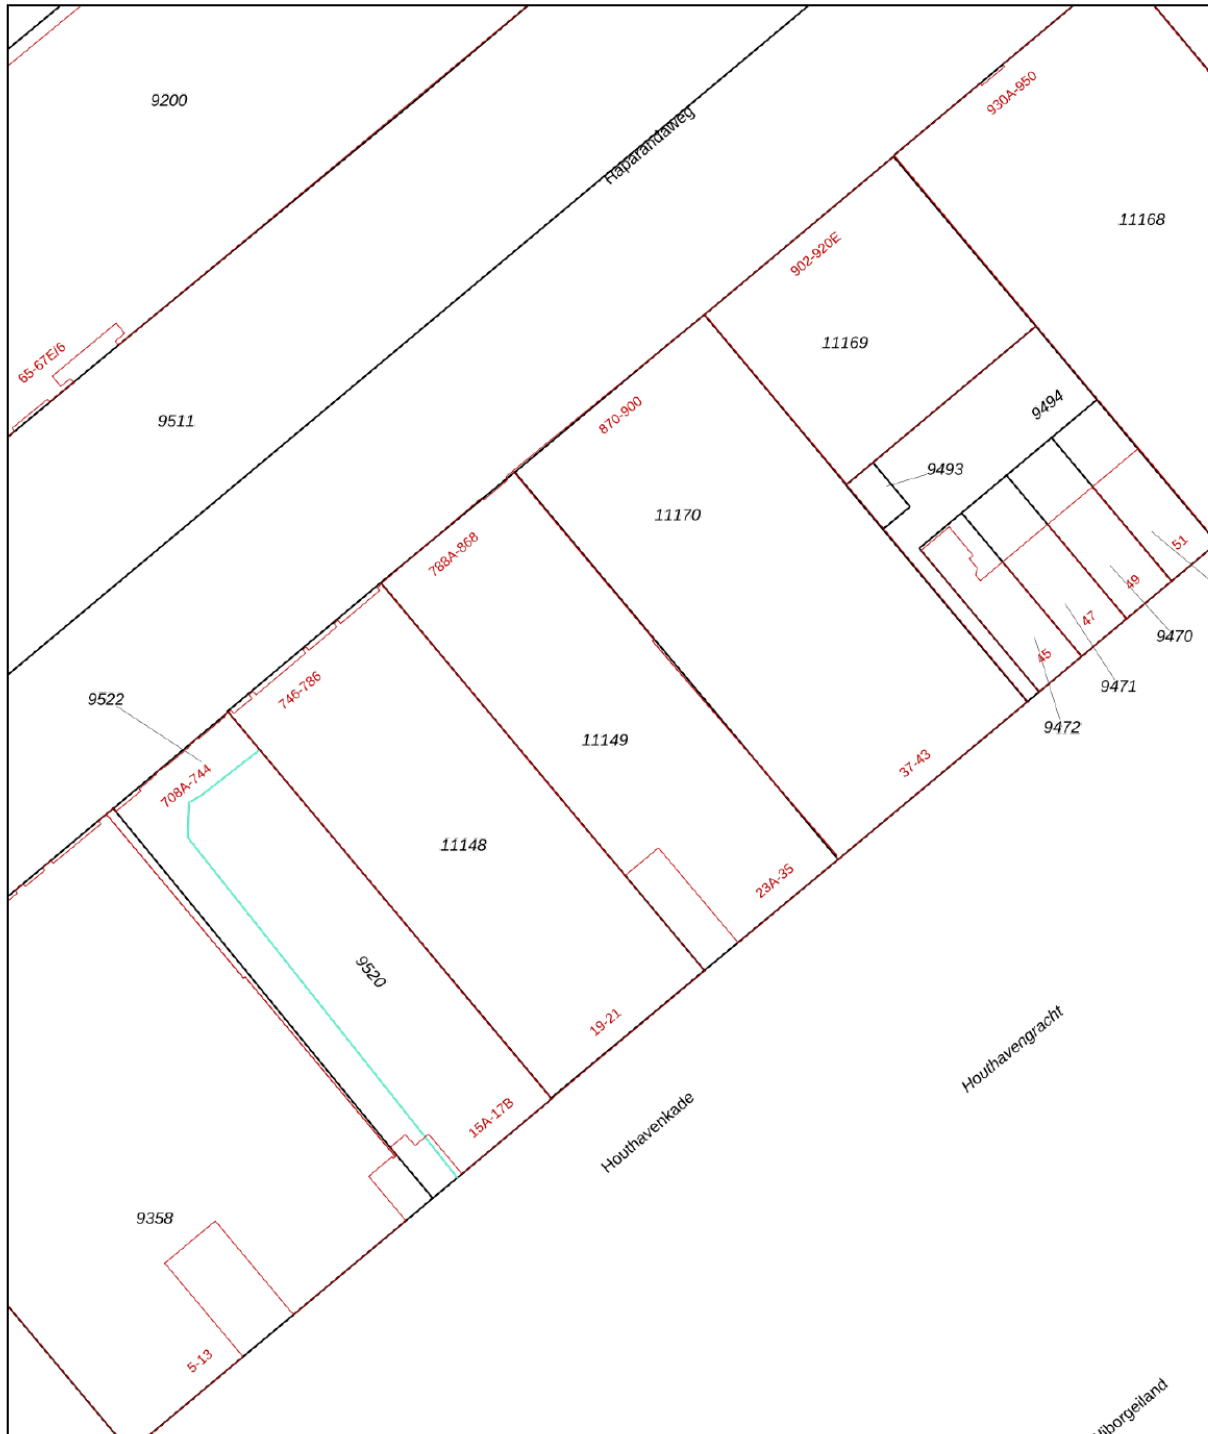 9200
Haparandaweg
930A-950
11168
902-920E
11169
65-67E/6
9511
870-900
9494
9493
11170
788A-868
51
49
47
45
9470
9471
9472
746-786
9522
708A-744
11149
37-43
11148
23A-35
9520
19-21
Houthavengracht
15A-17B
Houthavenkade
9358
5-13
Viborgeiland